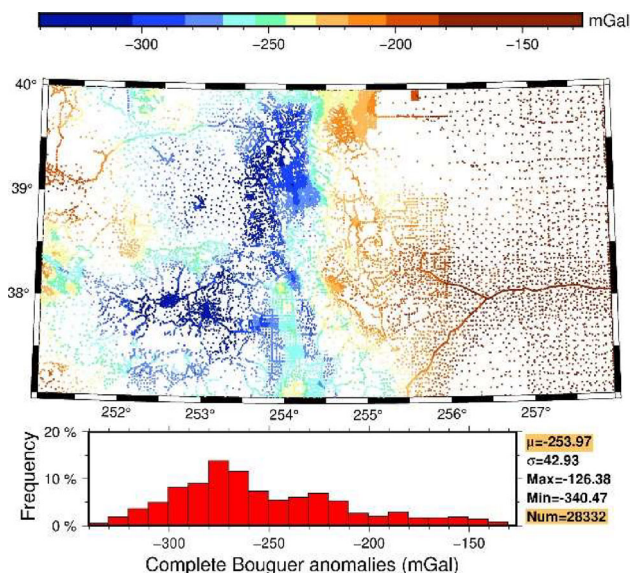 −300 −250 −200 −150 mGal
40°
39°
38°
252° 253° 254° 255° 256° 257°
20 %
10 %
0 %
Frequency
−300 −250 −200 −150
Complete Bouguer anomalies (mGal)
μ=-253.97
σ=42.93
Max=-126.38
Min=-340.47
Num=28332